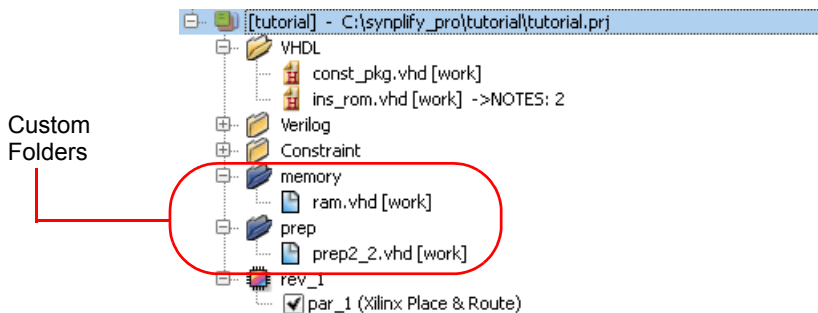 [tutorial] - C:\synplify_pro\tutorial\tutorial.prj
VHDL
const_pkg.vhd [work]
ins_rom.vhd [work] ->NOTES: 2
Verilog
Constraint
memory
ram.vhd [work]
prep
prep2_2.vhd [work]
rev_1
par_1 (Xilinx Place & Route)
Custom
Folders